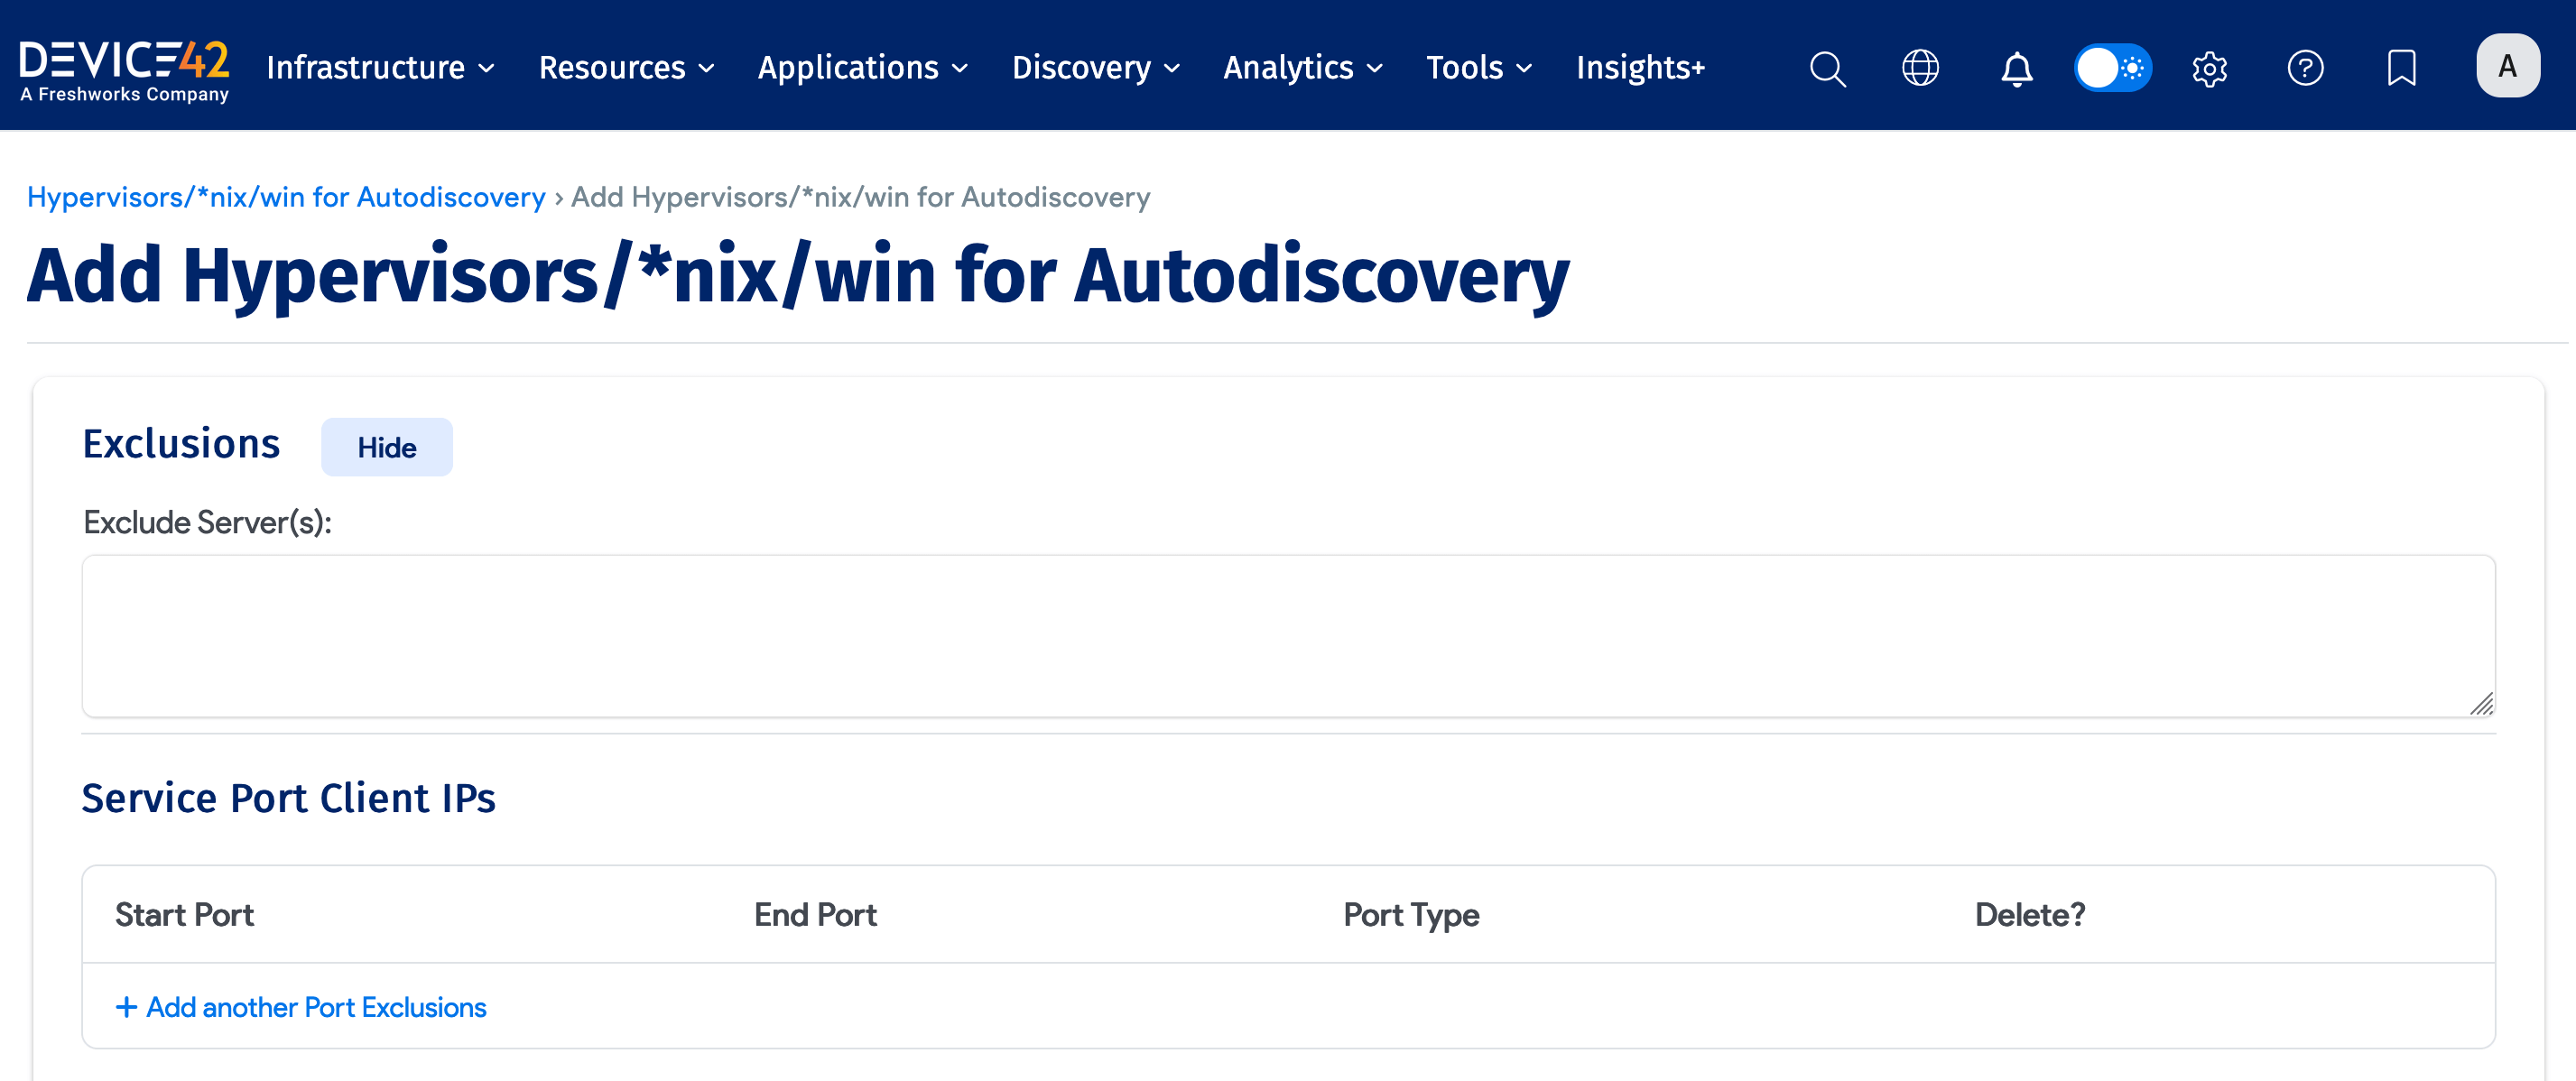 DEVICE42
A Freshworks Company
Infrastructure Resources Applications Discovery Analytics Tools Insights+
A
Hypervisors/*nix/win for Autodiscovery › Add Hypervisors/*nix/win for Autodiscovery
Add Hypervisors/*nix/win for Autodiscovery
Exclusions Hide
Exclude Server(s):
Service Port Client IPs
Start Port End Port Port Type Delete?
+ Add another Port Exclusions